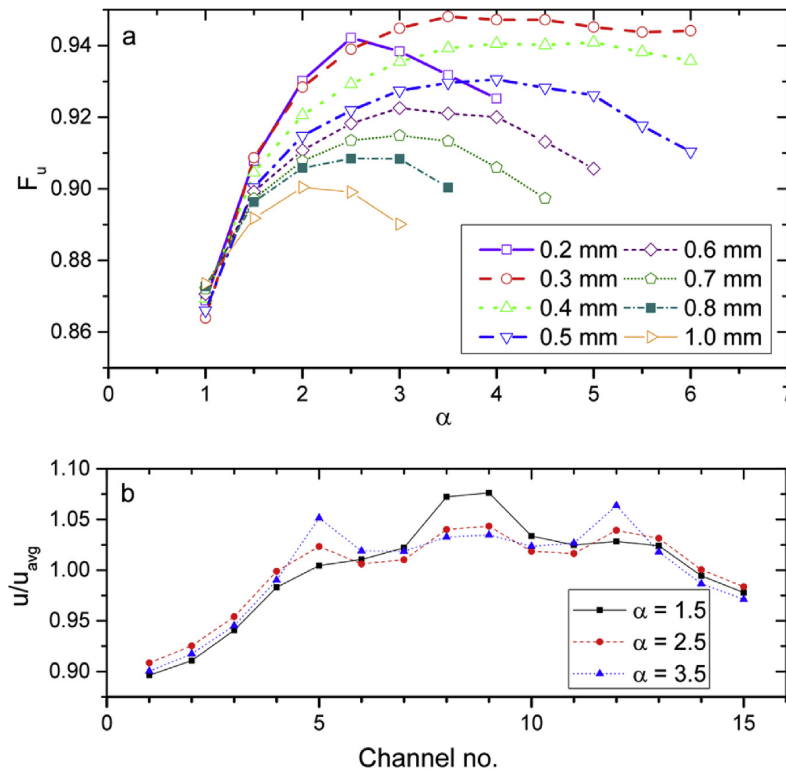 a
0.94
0.92
0.90
0.88
0.86
F_u
0.2 mm
0.3 mm
0.4 mm
0.5 mm
0.6 mm
0.7 mm
0.8 mm
1.0 mm
0 1 2 3 4 5 6 7
α
b
1.10
1.05
1.00
0.95
0.90
u/u_avg
α = 1.5
α = 2.5
α = 3.5
0 5 10 15
Channel no.